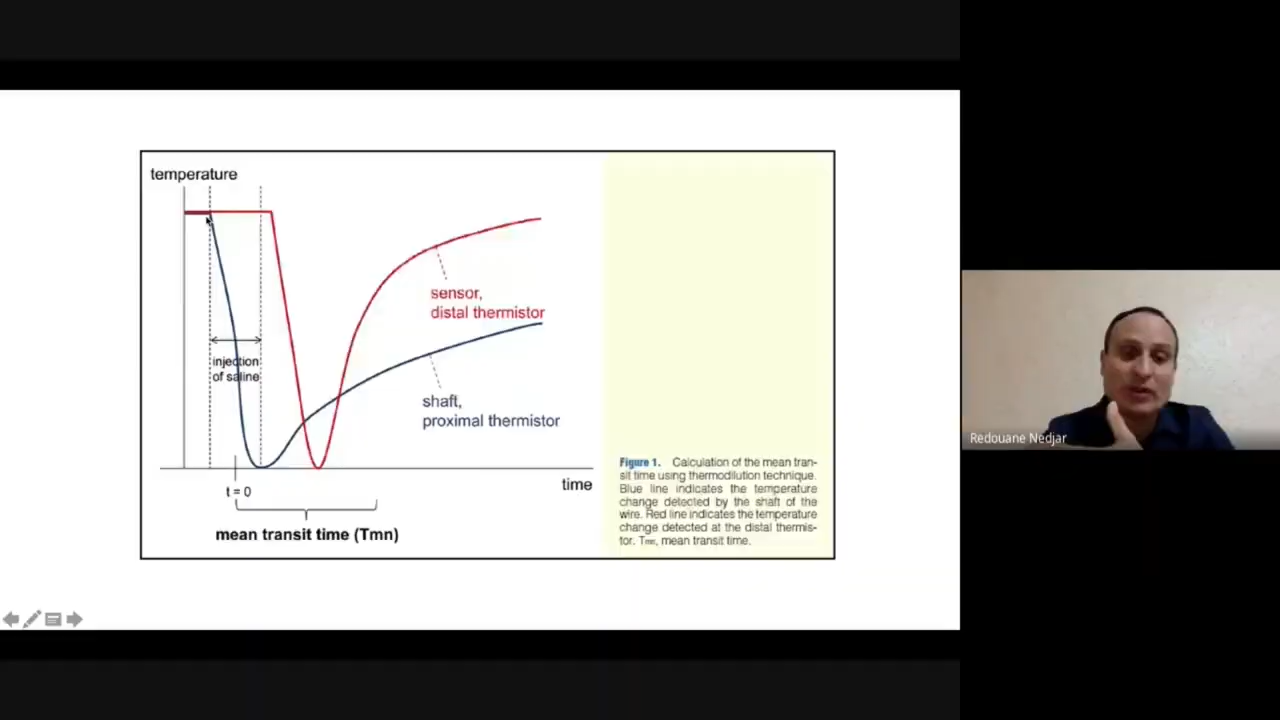 temperature
sensor,
distal thermistor
injection
of saline
shaft,
proximal thermistor
t = 0
time
mean transit time (Tmn)
Figure 1. Calculation of the mean tran-
sit time using thermodilution technique.
Blue line indicates the temperature
change detected by the shaft of the
wire. Red line indicates the temperature
change detected at the distal thermis-
tor. Tmn, mean transit time.
Redouane Nedjar